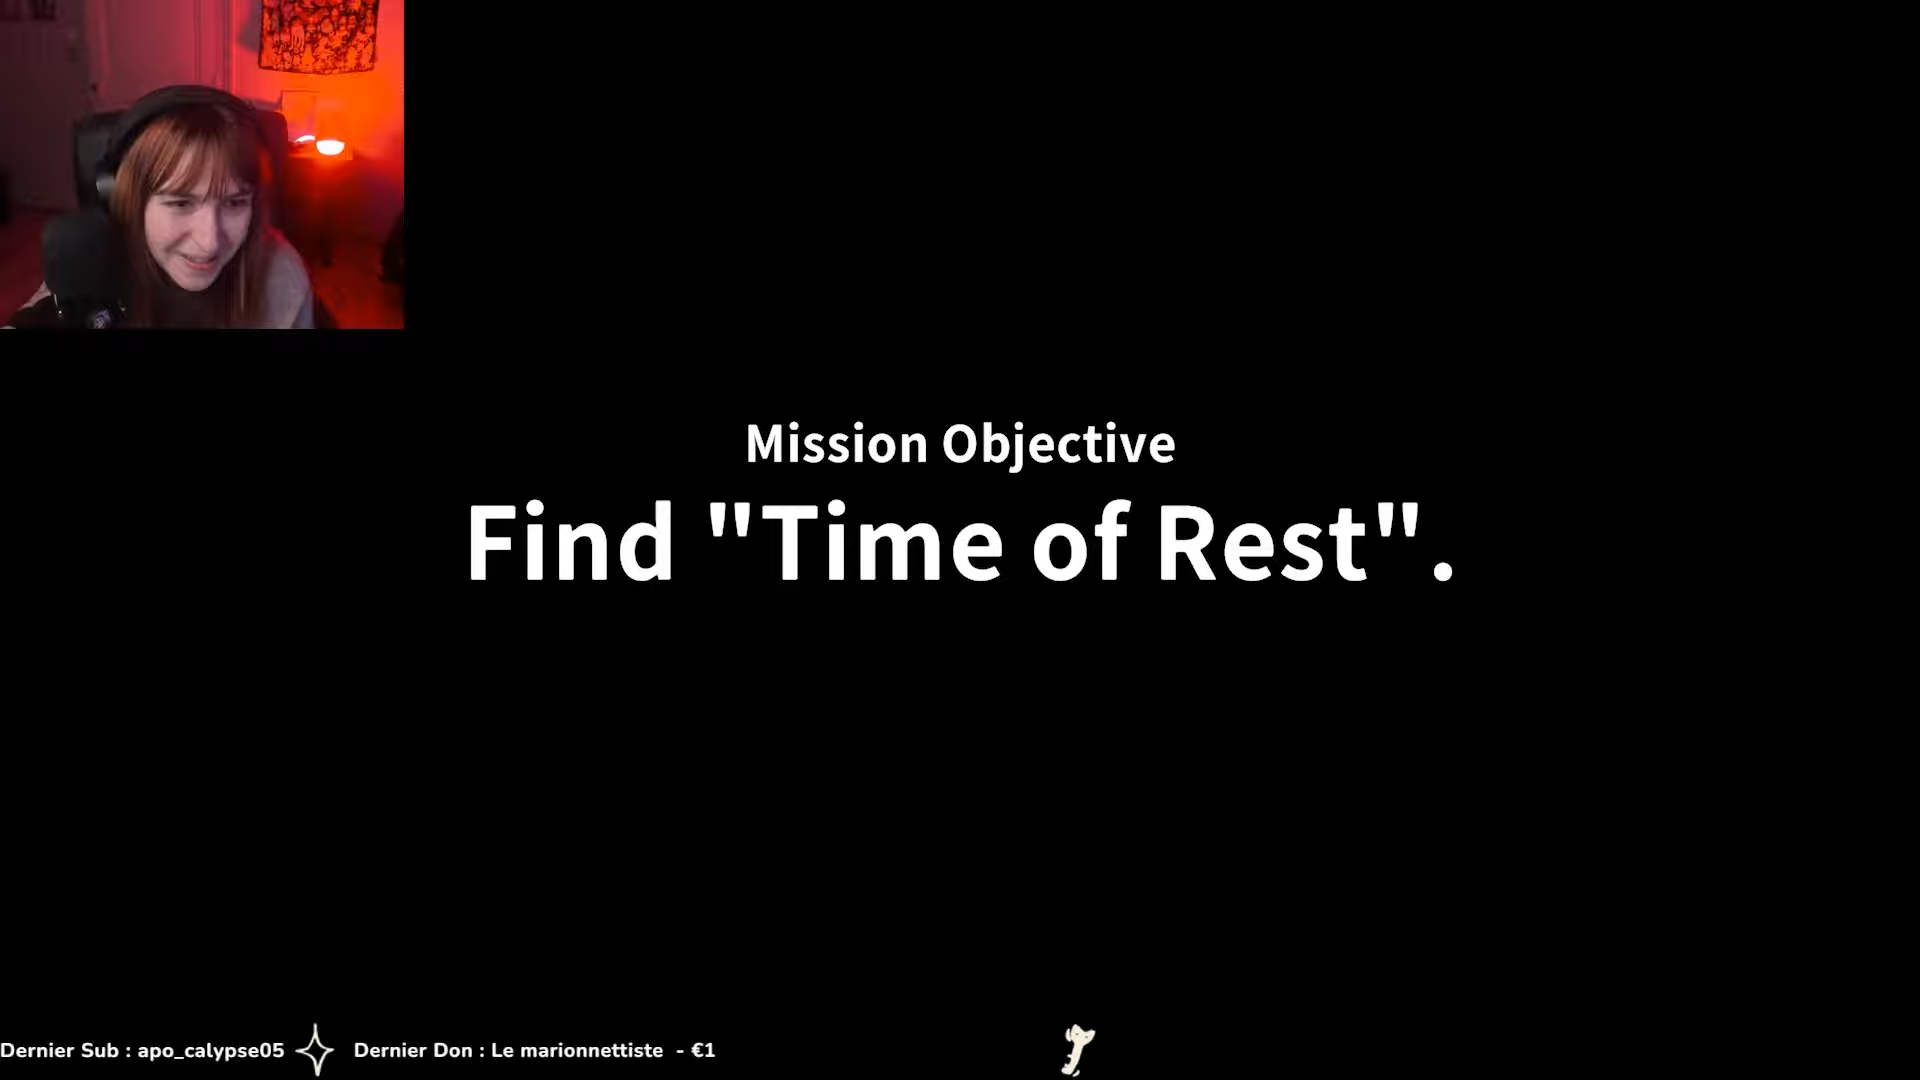 Mission Objective
Find "Time of Rest".
Dernier Sub : apo_calypse05 Dernier Don : Le marionnettiste - €1